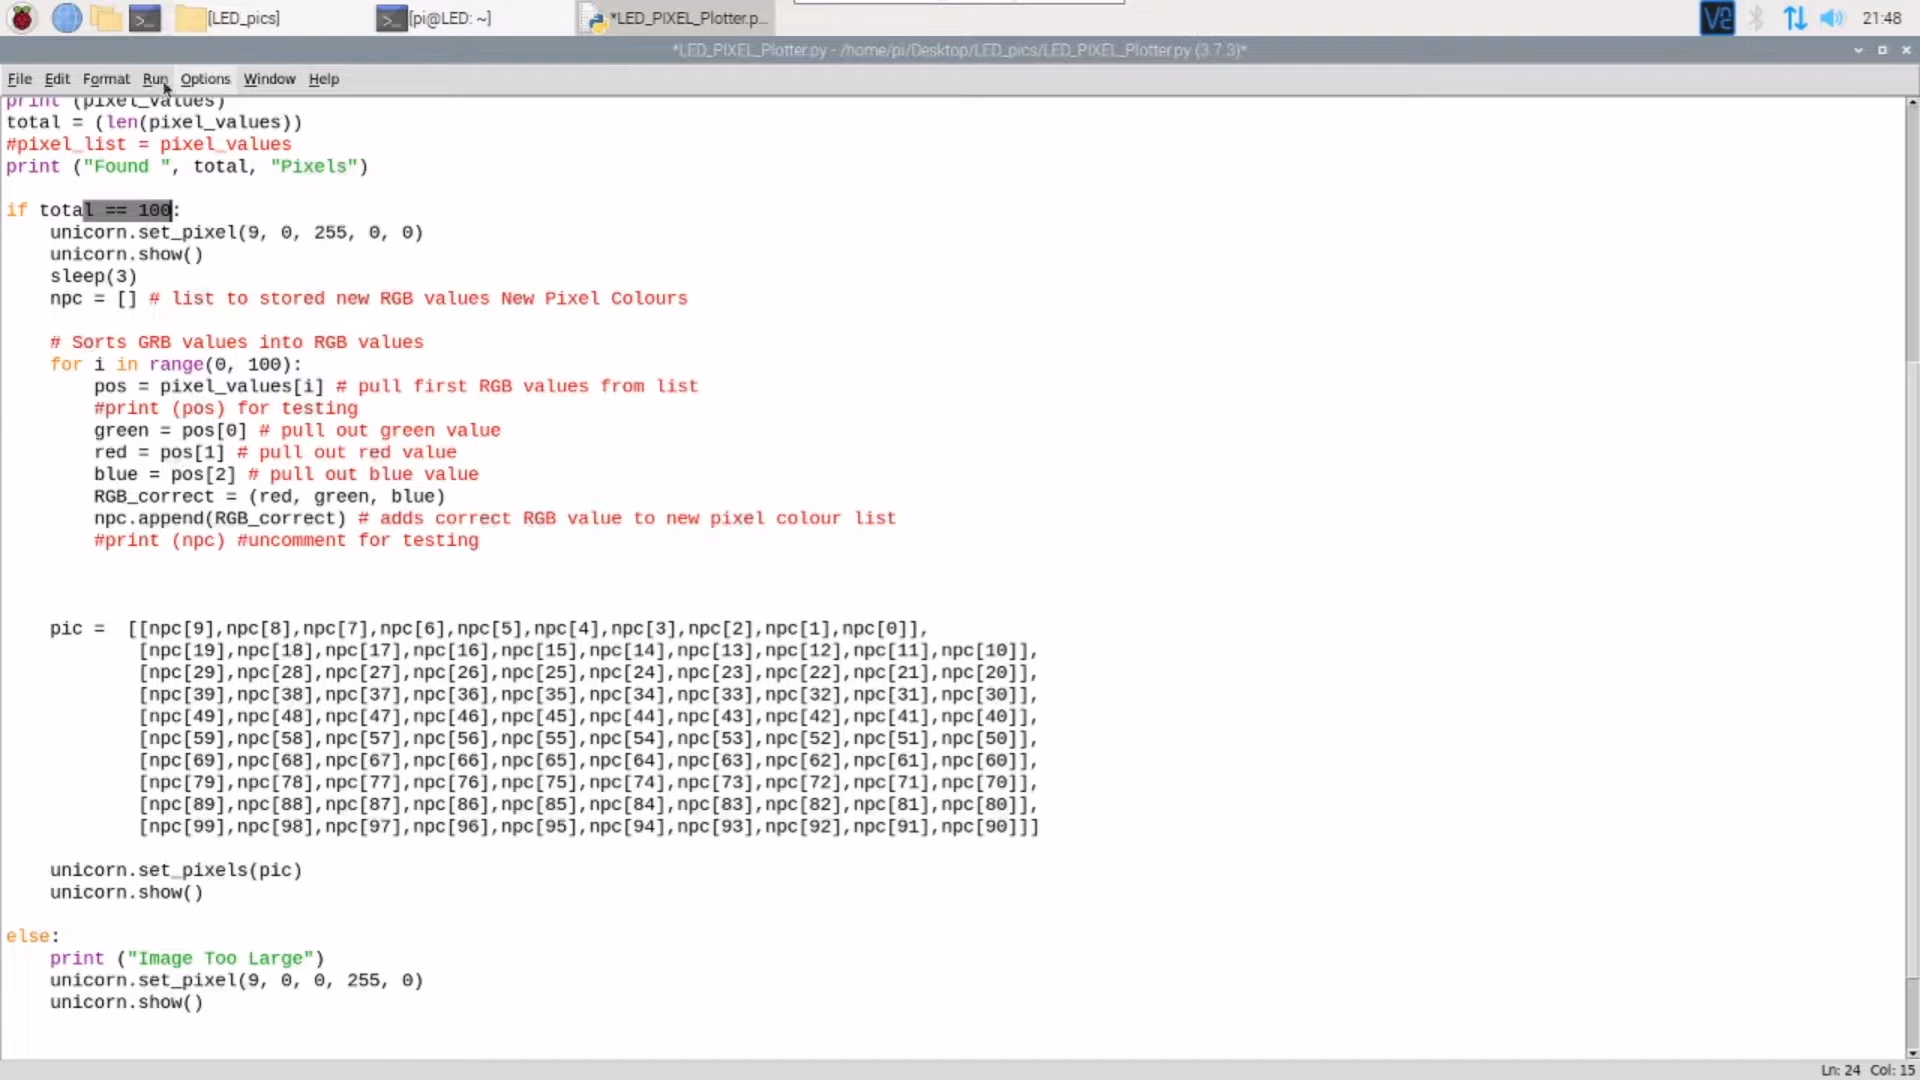 [LED_pics]
[pi@LED: ~]
*LED_PIXEL_Plotter.p...
V2
21:48
*LED_PIXEL_Plotter.py - /home/pi/Desktop/LED_pics/LED_PIXEL_Plotter.py (3.7.3)*
File Edit Format Run Options Window Help
print (pixel_values)
total = (len(pixel_values))
#pixel_list = pixel_values
print ("Found ", total, "Pixels")
if total == 100:
    unicorn.set_pixel(9, 0, 255, 0, 0)
    unicorn.show()
    sleep(3)
    npc = [] # list to stored new RGB values New Pixel Colours
    # Sorts GRB values into RGB values
    for i in range(0, 100):
        pos = pixel_values[i] # pull first RGB values from list
        #print (pos) for testing
        green = pos[0] # pull out green value
        red = pos[1] # pull out red value
        blue = pos[2] # pull out blue value
        RGB_correct = (red, green, blue)
        npc.append(RGB_correct) # adds correct RGB value to new pixel colour list
        #print (npc) #uncomment for testing
    pic =  [[npc[9],npc[8],npc[7],npc[6],npc[5],npc[4],npc[3],npc[2],npc[1],npc[0]],
            [npc[19],npc[18],npc[17],npc[16],npc[15],npc[14],npc[13],npc[12],npc[11],npc[10]],
            [npc[29],npc[28],npc[27],npc[26],npc[25],npc[24],npc[23],npc[22],npc[21],npc[20]],
            [npc[39],npc[38],npc[37],npc[36],npc[35],npc[34],npc[33],npc[32],npc[31],npc[30]],
            [npc[49],npc[48],npc[47],npc[46],npc[45],npc[44],npc[43],npc[42],npc[41],npc[40]],
            [npc[59],npc[58],npc[57],npc[56],npc[55],npc[54],npc[53],npc[52],npc[51],npc[50]],
            [npc[69],npc[68],npc[67],npc[66],npc[65],npc[64],npc[63],npc[62],npc[61],npc[60]],
            [npc[79],npc[78],npc[77],npc[76],npc[75],npc[74],npc[73],npc[72],npc[71],npc[70]],
            [npc[89],npc[88],npc[87],npc[86],npc[85],npc[84],npc[83],npc[82],npc[81],npc[80]],
            [npc[99],npc[98],npc[97],npc[96],npc[95],npc[94],npc[93],npc[92],npc[91],npc[90]]]
    unicorn.set_pixels(pic)
    unicorn.show()
else:
    print ("Image Too Large")
    unicorn.set_pixel(9, 0, 0, 255, 0)
    unicorn.show()
Ln: 24 Col: 15